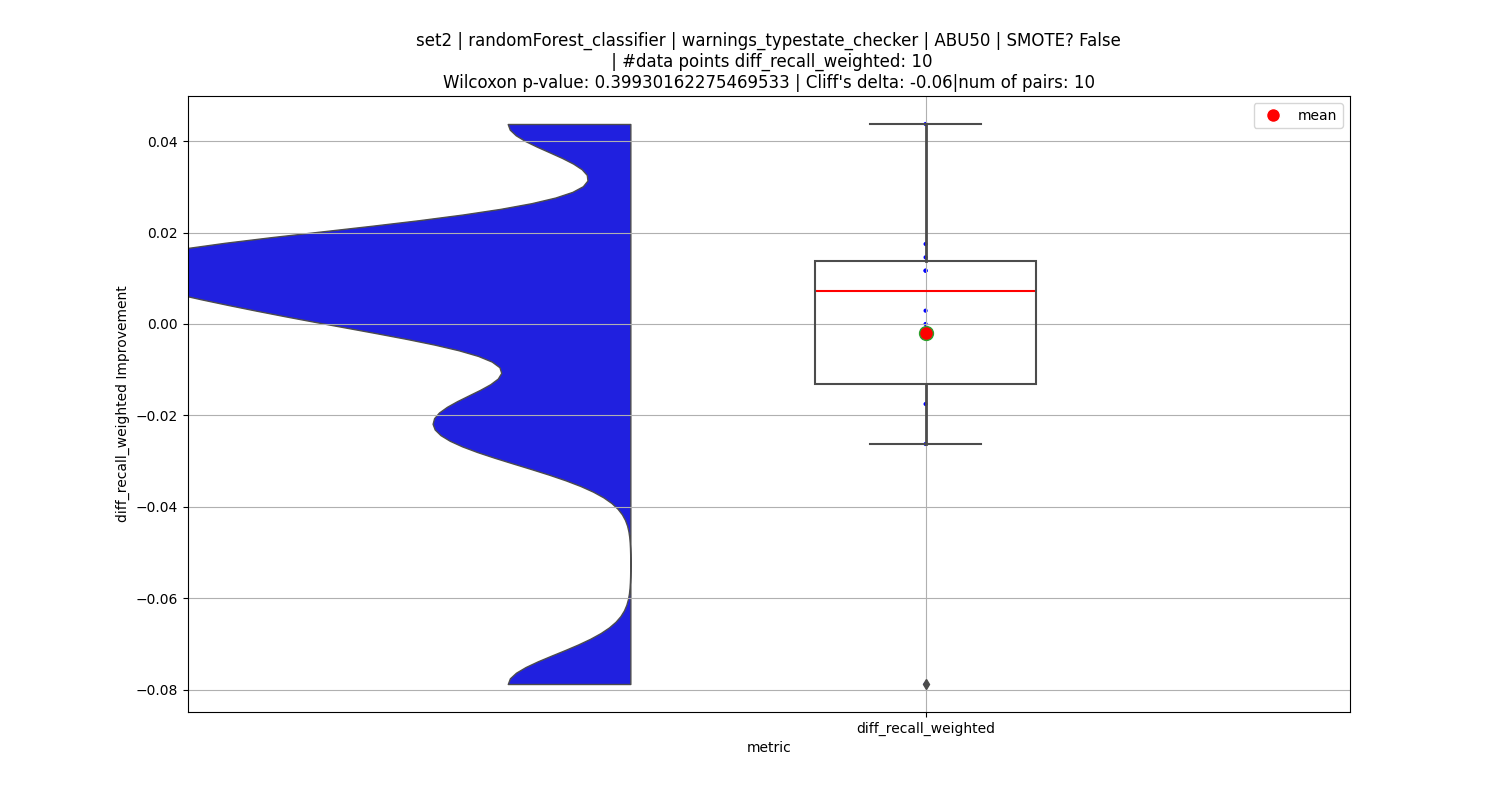 set2 | randomForest_classifier | warnings_typestate_checker | ABU50 | SMOTE? False
| #data points diff_recall_weighted: 10
Wilcoxon p-value: 0.39930162275469533 | Cliff's delta: -0.06|num of pairs: 10
mean
0.04
0.02
0.00
−0.02
−0.04
−0.06
−0.08
diff_recall_weighted Improvement
diff_recall_weighted
metric